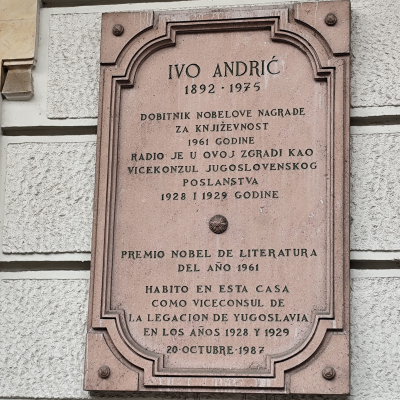 IVO ANDRIĆ
1892 - 1975
DOBITNIK NOBELOVE NAGRADE
ZA KNJIŽEVNOST
1961 GODINE
RADIO JE U OVOJ ZGRADI KAO
VICEKONZUL JUGOSLOVENSKOG
POSLANSTVA
1928 I 1929 GODINE
PREMIO NOBEL DE LITERATURA
DEL AÑO 1961
HABITO EN ESTA CASA
COMO VICECONSUL DE
LA LEGACION DE YUGOSLAVIA
EN LOS AÑOS 1928 Y 1929
20-OCTUBRE-1987